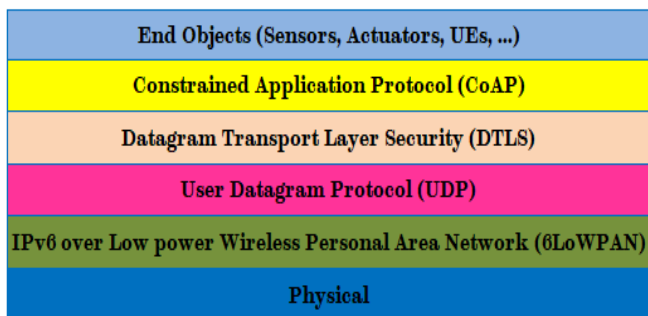 End Objects (Sensors, Actuators, UEs, ...)
Constrained Application Protocol (CoAP)
Datagram Transport Layer Security (DTLS)
User Datagram Protocol (UDP)
IPv6 over Low power Wireless Personal Area Network (6LoWPAN)
Physical